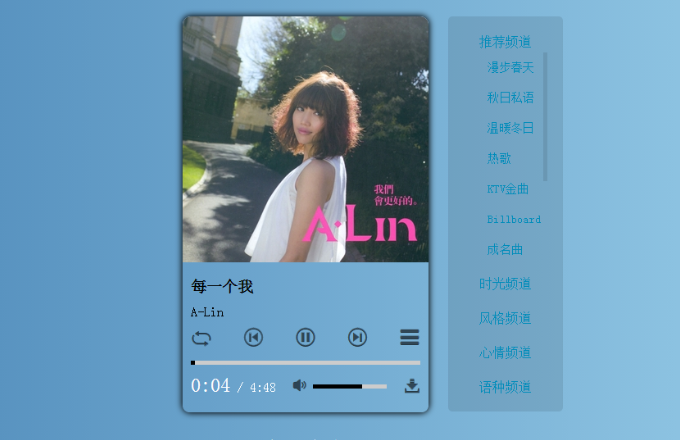 我們
會更好的。
A-Lin
每一个我
A-Lin
0:04 / 4:48
推荐频道
漫步春天
秋日私语
温暖冬日
热歌
KTV金曲
Billboard
成名曲
时光频道
风格频道
心情频道
语种频道